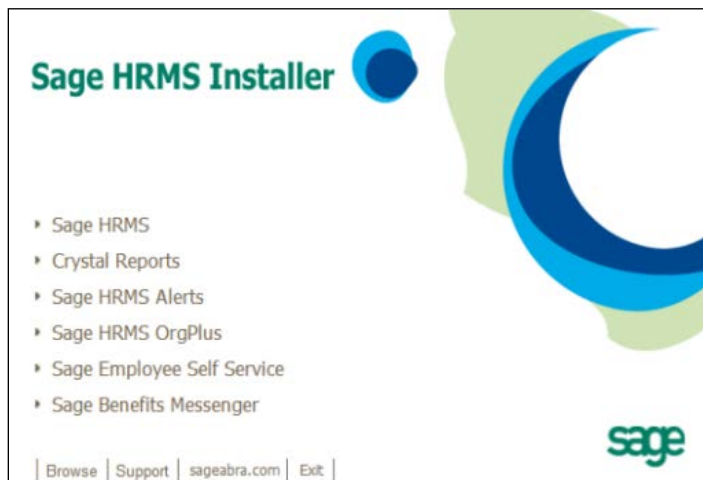 Sage HRMS Installer
Sage HRMS
Crystal Reports
Sage HRMS Alerts
Sage HRMS OrgPlus
Sage Employee Self Service
Sage Benefits Messenger
sage
| Browse | Support | sageabra.com | Exit |